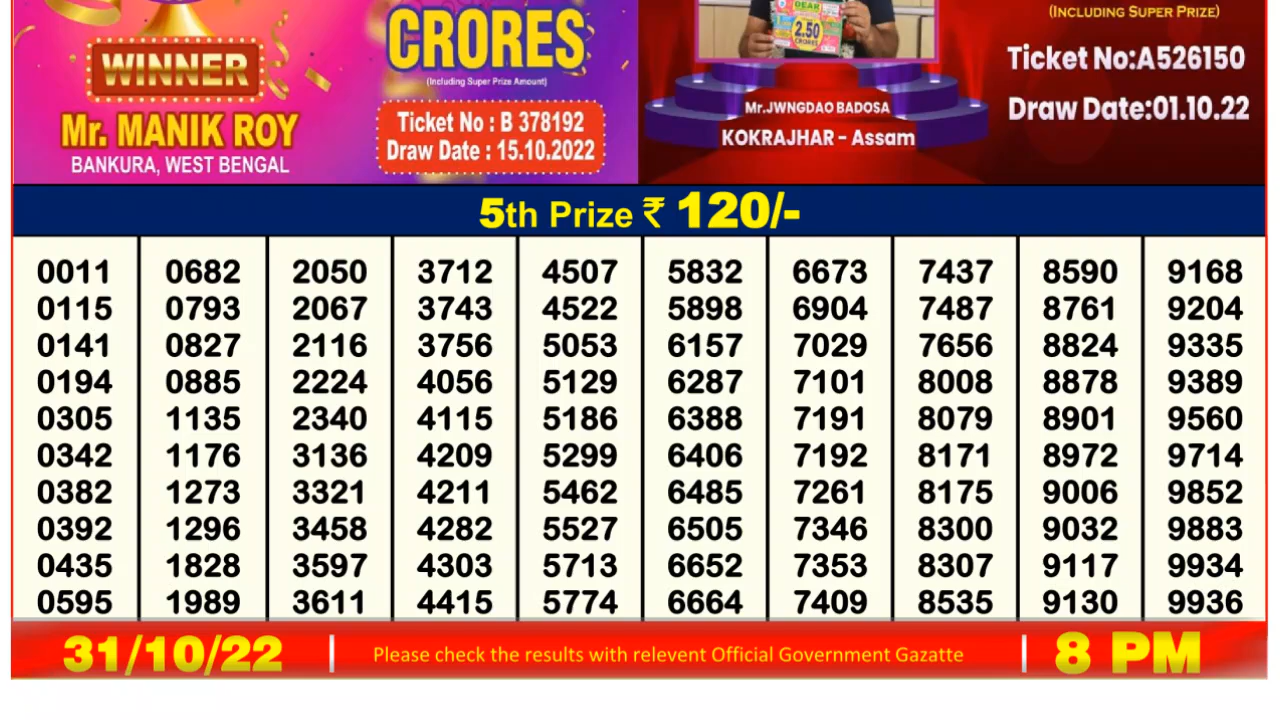 CRORES
(Including Super Prize Amount)
WINNER
Mr. MANIK ROY
BANKURA, WEST BENGAL
Ticket No : B 378192
Draw Date : 15.10.2022
DEAR
2.50
CRORES
Mr.JWNGDAO BADOSA
KOKRAJHAR - Assam
(INCLUDING SUPER PRIZE)
Ticket No:A526150
Draw Date:01.10.22
5th Prize ₹ 120/-
0011 0682 2050 3712 4507 5832 6673 7437 8590 9168
0115 0793 2067 3743 4522 5898 6904 7487 8761 9204
0141 0827 2116 3756 5053 6157 7029 7656 8824 9335
0194 0885 2224 4056 5129 6287 7101 8008 8878 9389
0305 1135 2340 4115 5186 6388 7191 8079 8901 9560
0342 1176 3136 4209 5299 6406 7192 8171 8972 9714
0382 1273 3321 4211 5462 6485 7261 8175 9006 9852
0392 1296 3458 4282 5527 6505 7346 8300 9032 9883
0435 1828 3597 4303 5713 6652 7353 8307 9117 9934
0595 1989 3611 4415 5774 6664 7409 8535 9130 9936
31/10/22 Please check the results with relevent Official Government Gazatte 8 PM